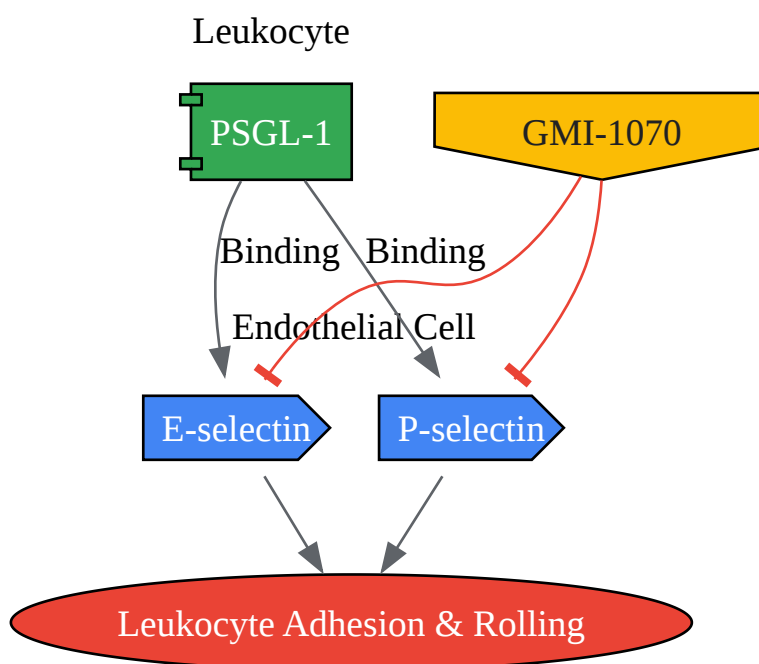 Leukocyte
PSGL-1
GMI-1070
Binding
Binding
Endothelial Cell
E-selectin
P-selectin
Leukocyte Adhesion & Rolling